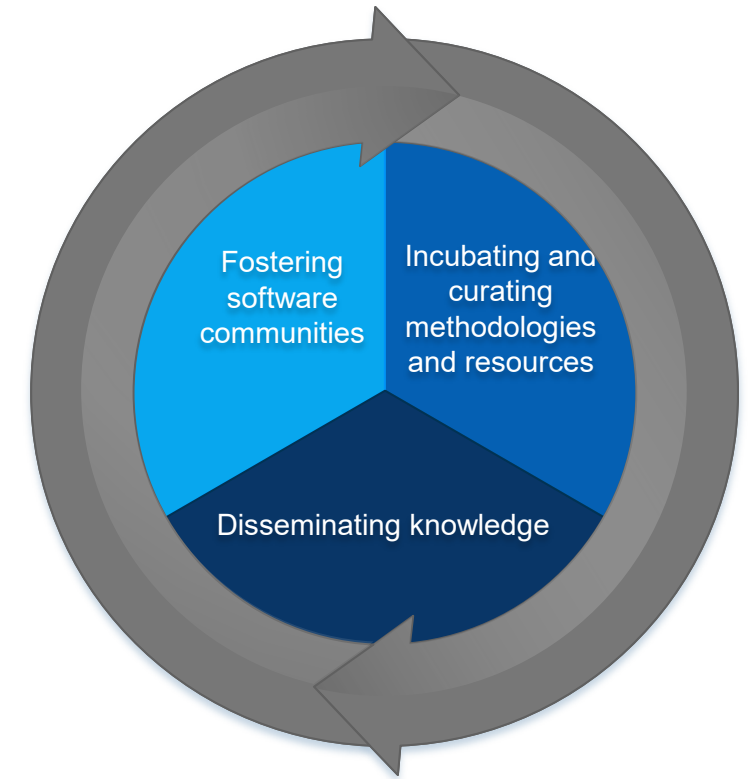 Fostering
software
communities
Incubating and
curating
methodologies
and resources
Disseminating knowledge